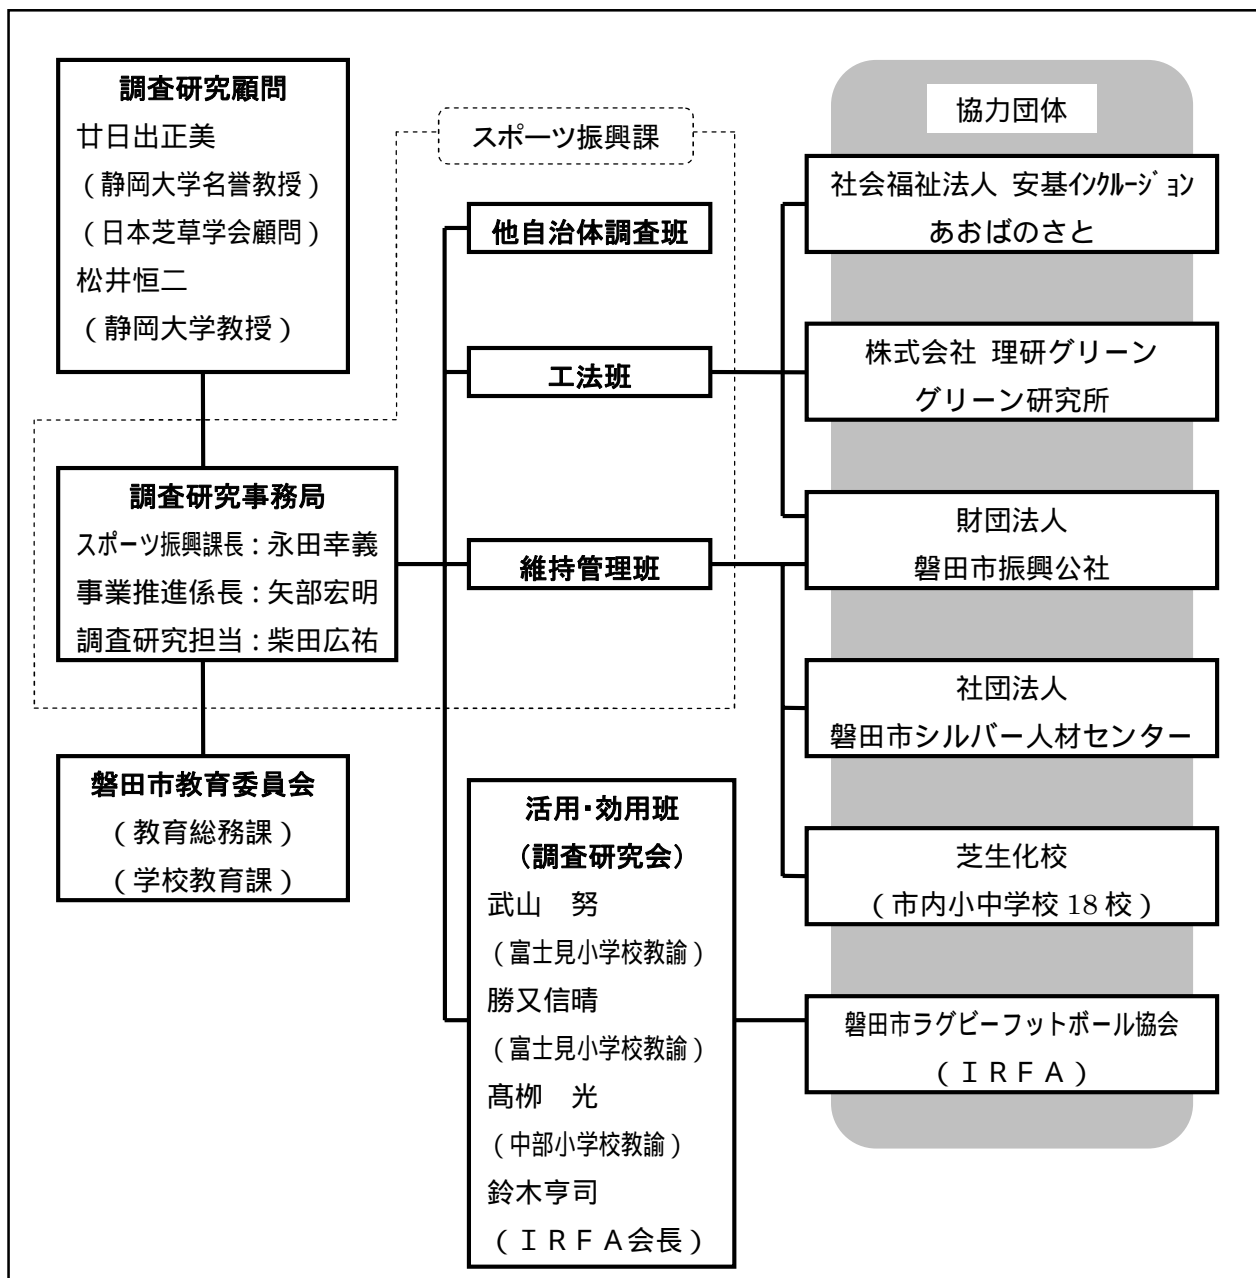 調査研究顧問
廿日出正美
(静岡大学名誉教授)
(日本芝草学会顧問)
松井恒二
(静岡大学教授)
調査研究事務局
スポーツ振興課長:永田幸義
事業推進係長:矢部宏明
調査研究担当:柴田広祐
磐田市教育委員会
(教育総務課)
(学校教育課)
スポーツ振興課
他自治体調査班
工法班
維持管理班
活用・効用班
(調査研究会)
武山 努
(富士見小学校教諭)
勝又信晴
(富士見小学校教諭)
髙栁 光
(中部小学校教諭)
鈴木亨司
(IRFA会長)
協力団体
社会福祉法人 安基インクルージョン
あおばのさと
株式会社 理研グリーン
グリーン研究所
財団法人
磐田市振興公社
社団法人
磐田市シルバー人材センター
芝生化校
(市内小中学校 18 校)
磐田市ラグビーフットボール協会
(IRFA)